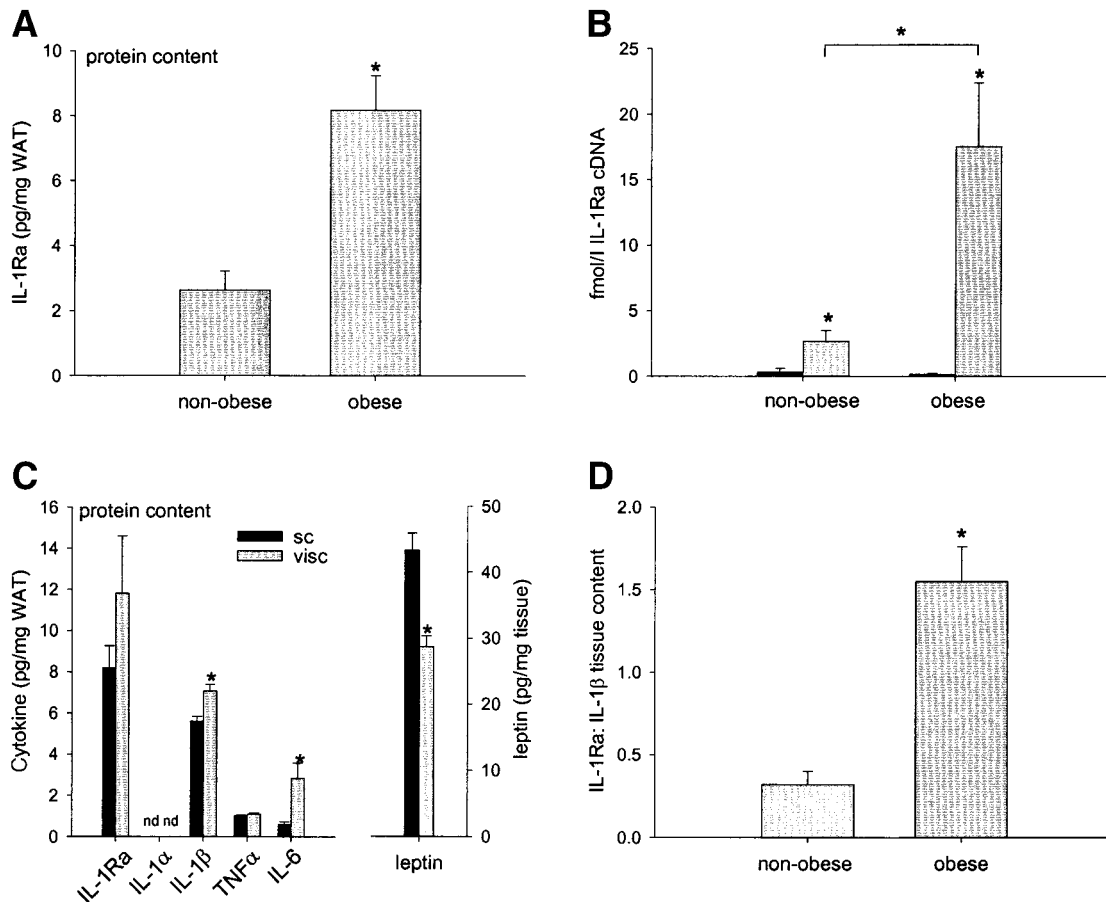 A
protein content
IL-1Ra (pg/mg WAT)
10
8
6
4
2
0
*
non-obese
obese
B
fmol/l IL-1Ra cDNA
25
20
15
10
5
0
*
*
*
non-obese
obese
C
protein content
Cytokine (pg/mg WAT)
16
14
12
10
8
6
4
2
0
sc
visc
nd nd
*
*
IL-1Ra
IL-1α
IL-1β
TNFα
IL-6
50
40
30
20
10
0
leptin (pg/mg tissue)
*
leptin
D
IL-1Ra: IL-1β tissue content
2.0
1.5
1.0
0.5
0.0
*
non-obese
obese